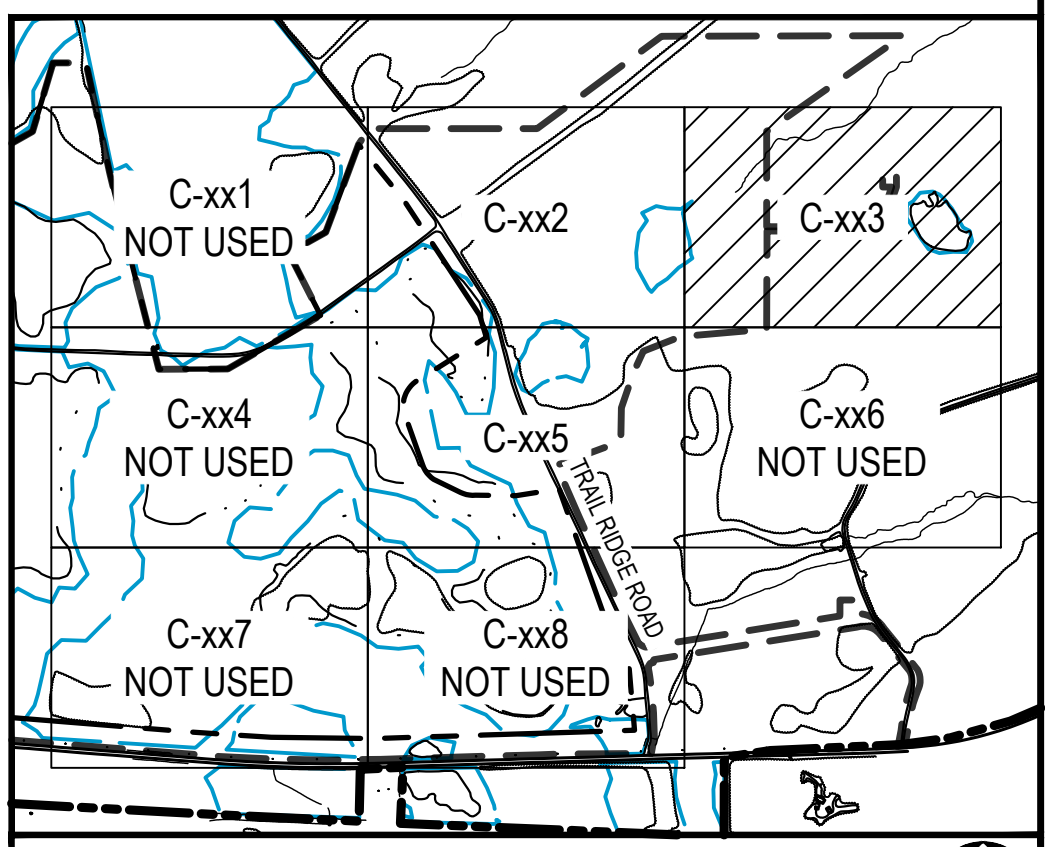 C-xx1
NOT USED
C-xx2
C-xx3
C-xx4
NOT USED
C-xx5
C-xx6
NOT USED
TRAIL RIDGE ROAD
C-xx7
NOT USED
C-xx8
NOT USED